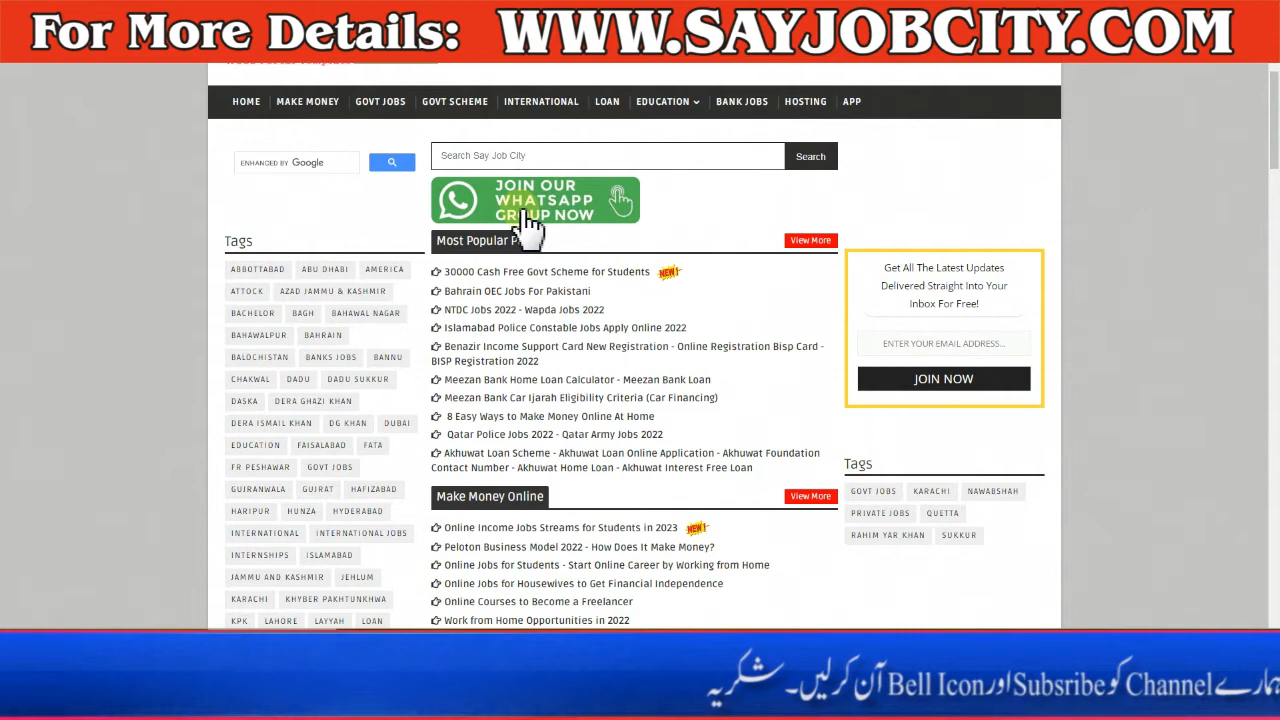 For More Details: WWW.SAYJOBCITY.COM
HOME MAKE MONEY GOVT JOBS GOVT SCHEME INTERNATIONAL LOAN EDUCATION BANK JOBS HOSTING APP
ENHANCED BY Google
Search Say Job City
Search
JOIN OUR
WHATSAPP
GROUP NOW
Tags
ABBOTTABAD ABU DHABI AMERICA
ATTOCK AZAD JAMMU & KASHMIR
BACHELOR BAGH BAHAWAL NAGAR
BAHAWALPUR BAHRAIN
BALOCHISTAN BANKS JOBS BANNU
CHAKWAL DADU DADU SUKKUR
DASKA DERA GHAZI KHAN
DERA ISMAIL KHAN DG KHAN DUBAI
EDUCATION FAISALABAD FATA
FR PESHAWAR GOVT JOBS
GUJRANWALA GUJRAT HAFIZABAD
HARIPUR HUNZA HYDERABAD
INTERNATIONAL INTERNATIONAL JOBS
INTERNSHIPS ISLAMABAD
JAMMU AND KASHMIR JEHLUM
KARACHI KHYBER PAKHTUNKHWA
KPK LAHORE LAYYAH LOAN
Most Popular
View More
30000 Cash Free Govt Scheme for Students NEW!
Bahrain OEC Jobs For Pakistani
NTDC Jobs 2022 - Wapda Jobs 2022
Islamabad Police Constable Jobs Apply Online 2022
Benazir Income Support Card New Registration - Online Registration Bisp Card -
BISP Registration 2022
Meezan Bank Home Loan Calculator - Meezan Bank Loan
Meezan Bank Car Ijarah Eligibility Criteria (Car Financing)
8 Easy Ways to Make Money Online At Home
Qatar Police Jobs 2022 - Qatar Army Jobs 2022
Akhuwat Loan Scheme - Akhuwat Loan Online Application - Akhuwat Foundation
Contact Number - Akhuwat Home Loan - Akhuwat Interest Free Loan
Make Money Online
View More
Online Income Jobs Streams for Students in 2023 NEW!
Peloton Business Model 2022 - How Does It Make Money?
Online Jobs for Students - Start Online Career by Working from Home
Online Jobs for Housewives to Get Financial Independence
Online Courses to Become a Freelancer
Work from Home Opportunities in 2022
Get All The Latest Updates
Delivered Straight Into Your
Inbox For Free!
ENTER YOUR EMAIL ADDRESS...
JOIN NOW
Tags
GOVT JOBS KARACHI NAWABSHAH
PRIVATE JOBS QUETTA
RAHIM YAR KHAN SUKKUR
ہمارے Channel کو Subsribe اور Bell Icon آن کرلیں۔ شکریہ